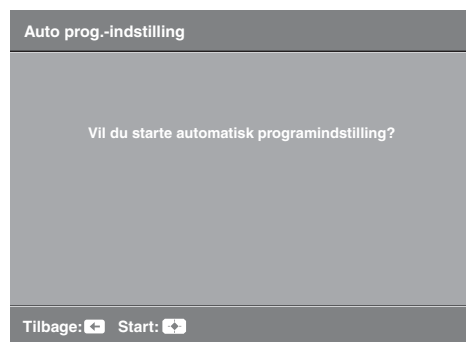 Auto prog.-indstilling
Vil du starte automatisk programindstilling?
Tilbage: Start: